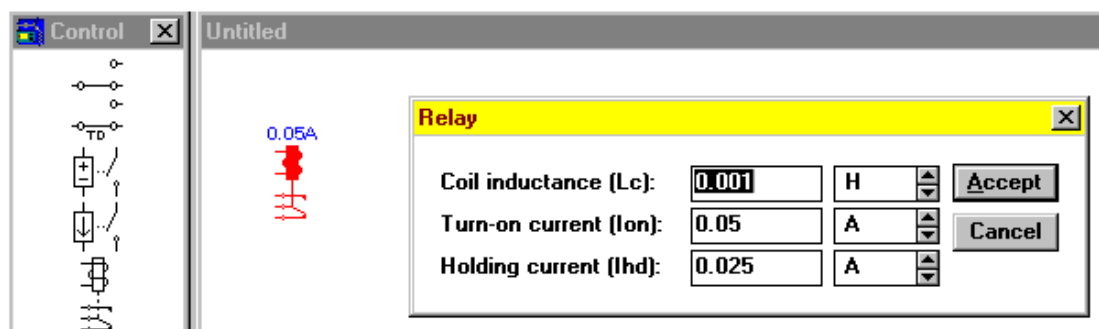 Control
Untitled
TD
0.05A
Relay
Coil inductance (Lc): 0.001 H Accept
Turn-on current (Ion): 0.05 A Cancel
Holding current (Ihd): 0.025 A